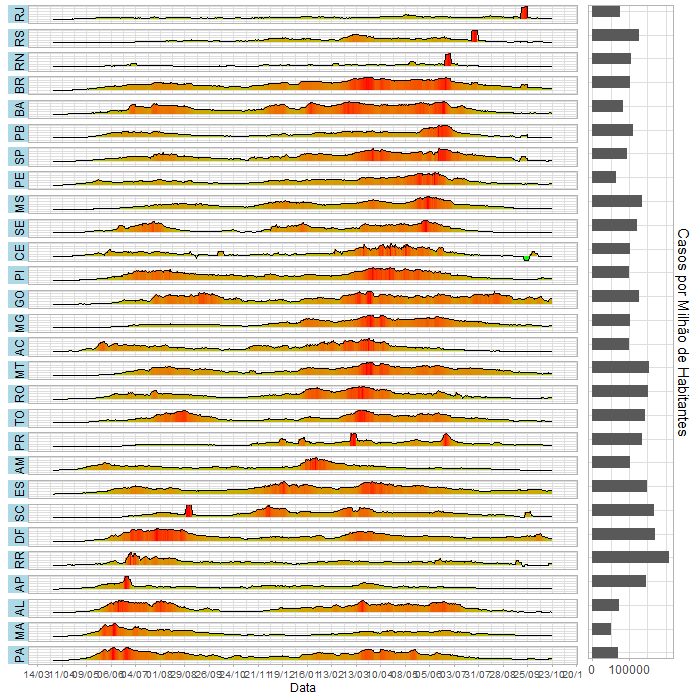 RJ
RS
RN
BR
BA
PB
SP
PE
MS
SE
CE
PI
GO
MG
AC
MT
RO
TO
PR
AM
ES
SC
DF
RR
AP
AL
MA
PA
14/03 11/04 09/05 06/06 04/07 01/08 29/08 26/09 24/10 21/11 19/12 16/01 13/02 13/03 10/04 08/05 05/06 03/07 31/07 28/08 25/09 23/10 20/1
Data
0 100000
Casos por Milhão de Habitantes